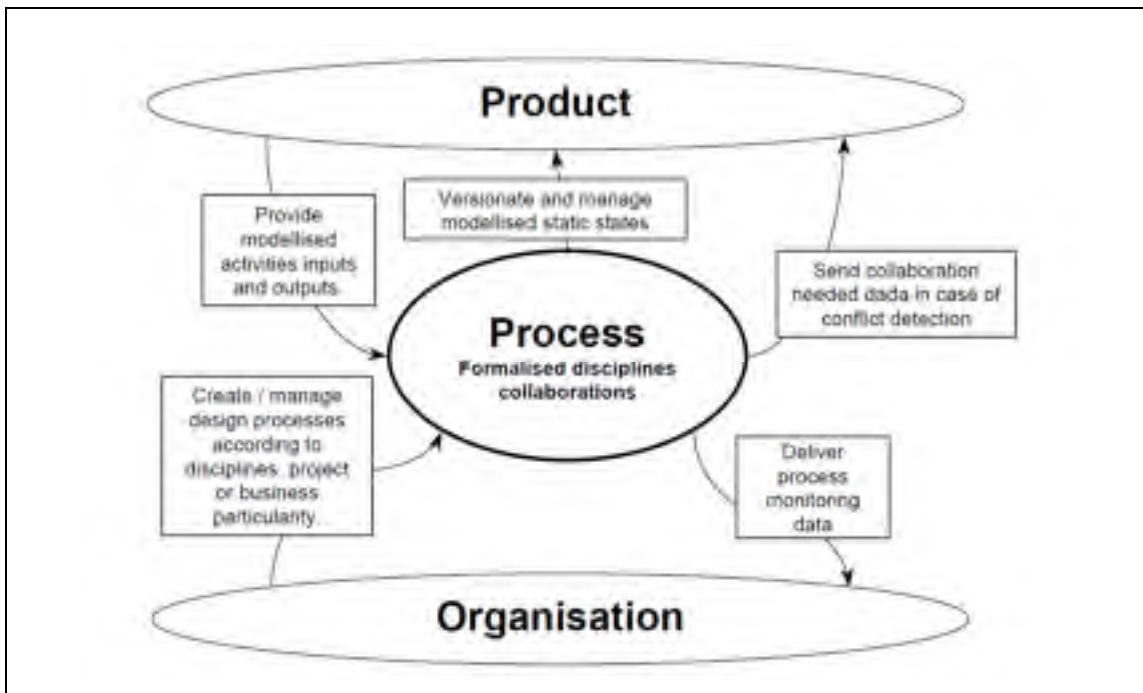 Product
Versionate and manage
modellised static states
Provide
modellised
activities inputs
and outputs.
Send collaboration
needed dada in case of
conflict detection
Process
Formalised disciplines
collaborations
Create / manage
design processes
according to
disciplines, project
or business
particularity.
Deliver
process
monitoring
data
Organisation